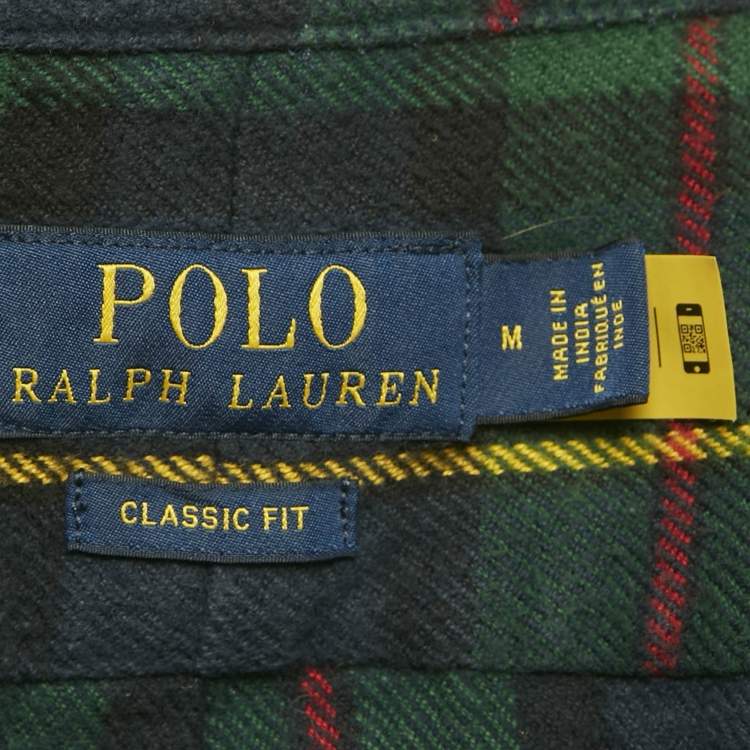 POLO
RALPH LAUREN
M
MADE IN
INDIA
FABRIQUÉ EN
INDE
CLASSIC FIT